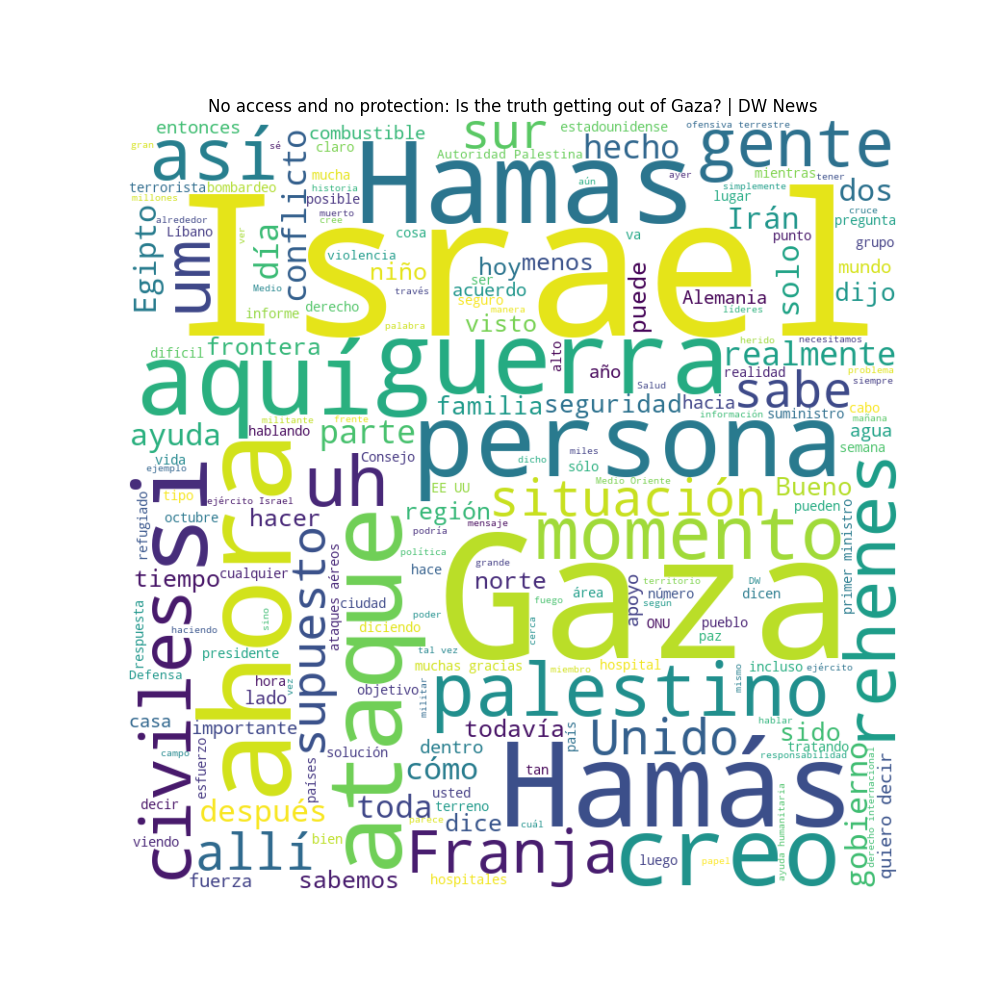 No access and no protection: Is the truth getting out of Gaza? | DW News
entonces
combustible
sur
estadounidense
ofensiva terrestre
gran
así
sé
claro
Autoridad Palestina
hecho
gente
terrorista
bombardeo
mucha
historia
Hamas
aún
ayer
mientras
tener
millones
posible
muerto
cree
simplemente
lugar
dos
Egipto
alrededor
Líbano
um
ver
día
conflicto
cosa
va
Irán
cruce
pregunta
punto
grupo
Israel
violencia
niño
hoy
menos
puede
solo
mundo
Medio
través
ser
acuerdo
seguro
manera
Alemania
líderes
dijo
informe
derecho
palabra
visto
difícil
frontera
aquí
guerra
alto
herido
necesitamos
realmente
año
Salud
realidad
problema
siempre
sabe
familia
seguridad
hacia
información
suministro
cabo
mañana
ayuda
militante
frente
hablando
parte
persona
agua
semana
vida
ejemplo
Consejo
dicho
miles
sólo
Medio Oriente
civiles
si
ahora
uh
EE UU
situación
Bueno
pueden
rehenes
refugiado
tipo
ejército Israel
octubre
hacer
región
mensaje
podría
momento
primer ministro
supuesto
ataque
ataques aéreos
política
grande
tiempo
cualquier
hace
norte
Gaza
área
apoyo
territorio
número
según
DW
dicen
ciudad
poder
fuego
cerca
ONU
pueblo
paz
respuesta
haciendo
sino
diciendo
presidente
tal vez
Defensa
hora
vez
lado
objetivo
muchas gracias
miembro
hospital
mismo
incluso
ejército
militar
palestino
casa
importante
todavía
país
Unido
hablar
sido
tratando
responsabilidad
campo
esfuerzo
países
solución
dentro
cómo
tan
Hamás
gobierno
derecho internacional
quiero decir
decir
después
toda
usted
terreno
parece
dice
cuál
ayuda humanitaria
viendo
allí
bien
Franja
creo
luego
papel
fuerza
sabemos
hospitales